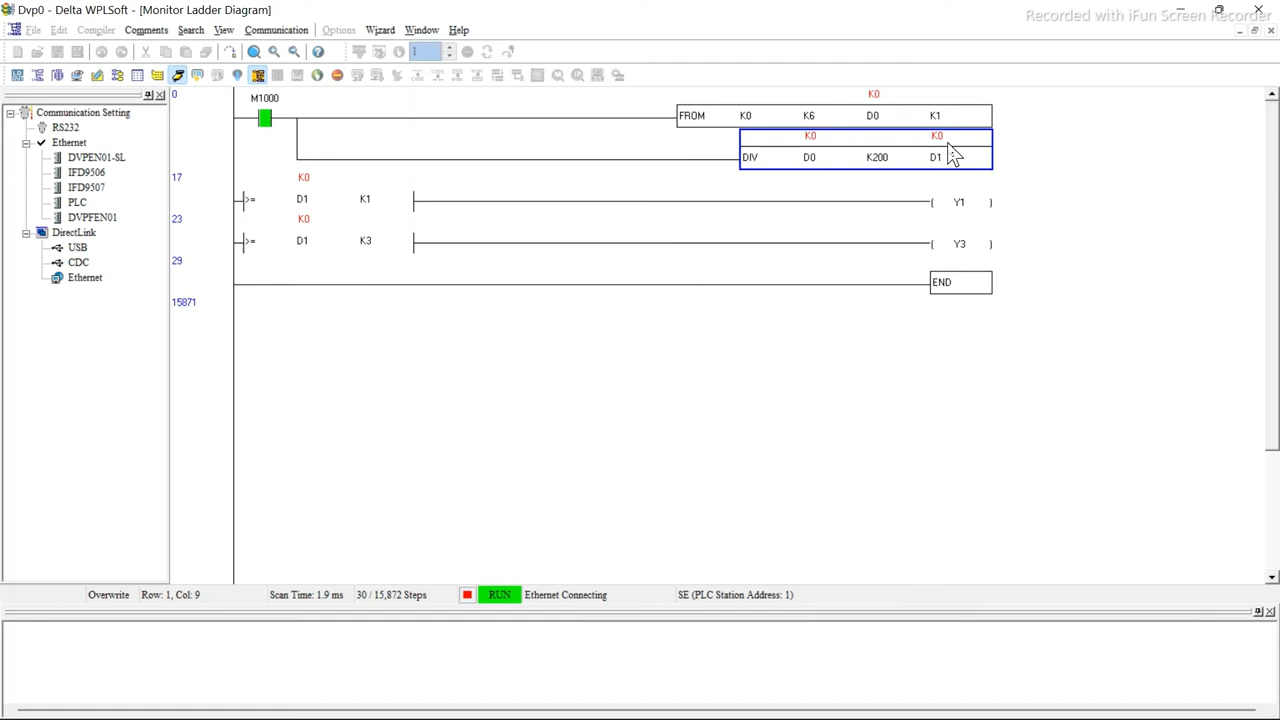 Dvp0 - Delta WPLSoft - [Monitor Ladder Diagram]
Recorded with iFun Screen Recorder
File Edit Compiler Comments Search View Communication Options Wizard Window Help
1
Communication Setting
RS232
Ethernet
DVPEN01-SL
IFD9506
IFD9507
PLC
DVPFEN01
DirectLink
USB
CDC
Ethernet
0
M1000
K0
FROM K0 K6 D0 K1
K0 K0
DIV D0 K200 D1
17
K0
>= D1 K1 ( Y1 )
23
K0
>= D1 K3 ( Y3 )
29
END
15871
Overwrite Row: 1, Col: 9 Scan Time: 1.9 ms 30 / 15,872 Steps RUN Ethernet Connecting SE (PLC Station Address: 1)